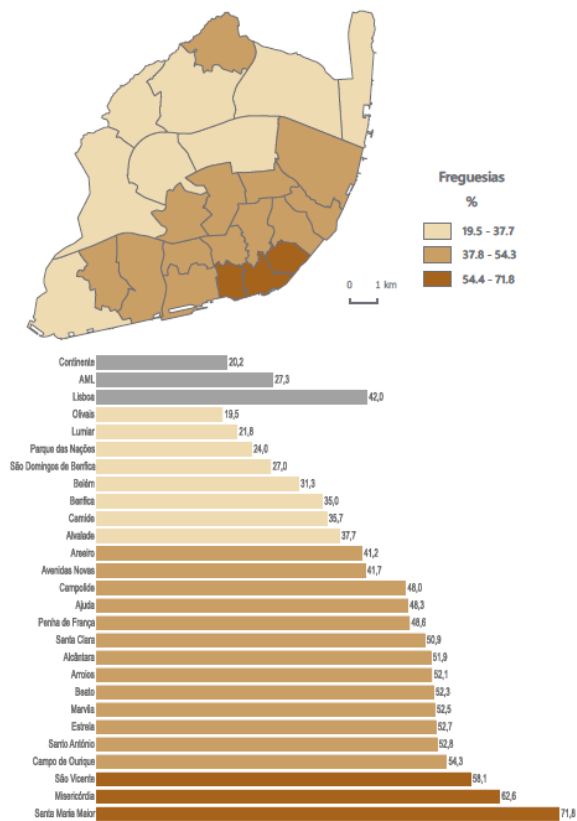 Freguesias
%
19.5 - 37.7
37.8 - 54.3
54.4 - 71.8
0 1 km
Continente 20,2
AML 27,3
Lisboa 42,0
Olivais 19,5
Lumiar 21,8
Parque das Nações 24,0
São Domingos de Benfica 27,0
Belém 31,3
Benfica 35,0
Carnide 35,7
Alvalade 37,7
Areeiro 41,2
Avenidas Novas 41,7
Campolide 48,0
Ajuda 48,3
Penha de França 48,6
Santa Clara 50,9
Alcântara 51,9
Arroios 52,1
Beato 52,3
Marvila 52,5
Estrela 52,7
Santo António 52,8
Campo de Ourique 54,3
São Vicente 58,1
Misericórdia 62,6
Santa Maria Maior 71,8